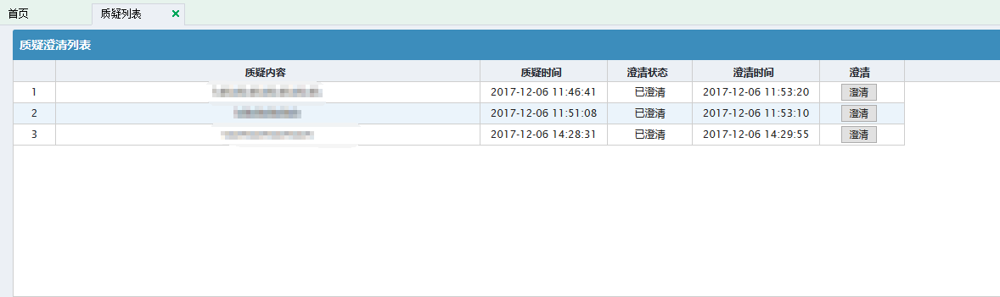 首页 质疑列表
质疑澄清列表
质疑内容 质疑时间 澄清状态 澄清时间 澄清
1 2017-12-06 11:46:41 已澄清 2017-12-06 11:53:20 澄清
2 2017-12-06 11:51:08 已澄清 2017-12-06 11:53:10 澄清
3 2017-12-06 14:28:31 已澄清 2017-12-06 14:29:55 澄清